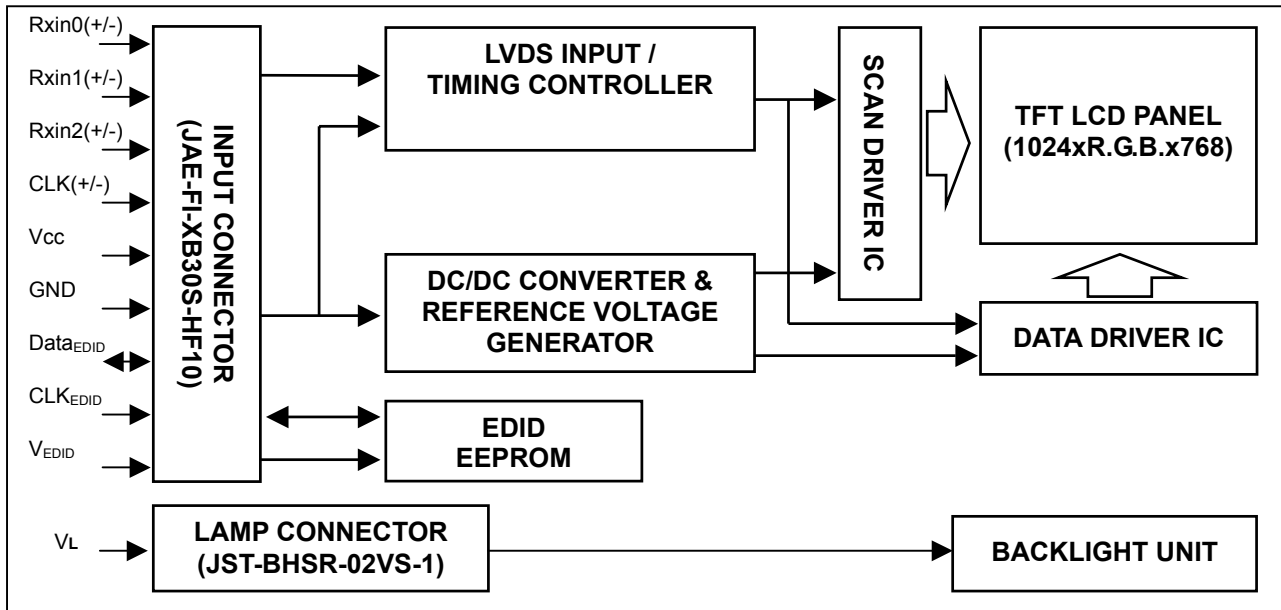 Rxin0(+/-)
Rxin1(+/-)
Rxin2(+/-)
CLK(+/-)
Vcc
GND
DataEDID
CLKEDID
VEDID
VL
INPUT CONNECTOR
(JAE-FI-XB30S-HF10)
LVDS INPUT /
TIMING CONTROLLER
DC/DC CONVERTER &
REFERENCE VOLTAGE
GENERATOR
EDID
EEPROM
SCAN DRIVER IC
TFT LCD PANEL
(1024xR.G.B.x768)
DATA DRIVER IC
LAMP CONNECTOR
(JST-BHSR-02VS-1)
BACKLIGHT UNIT